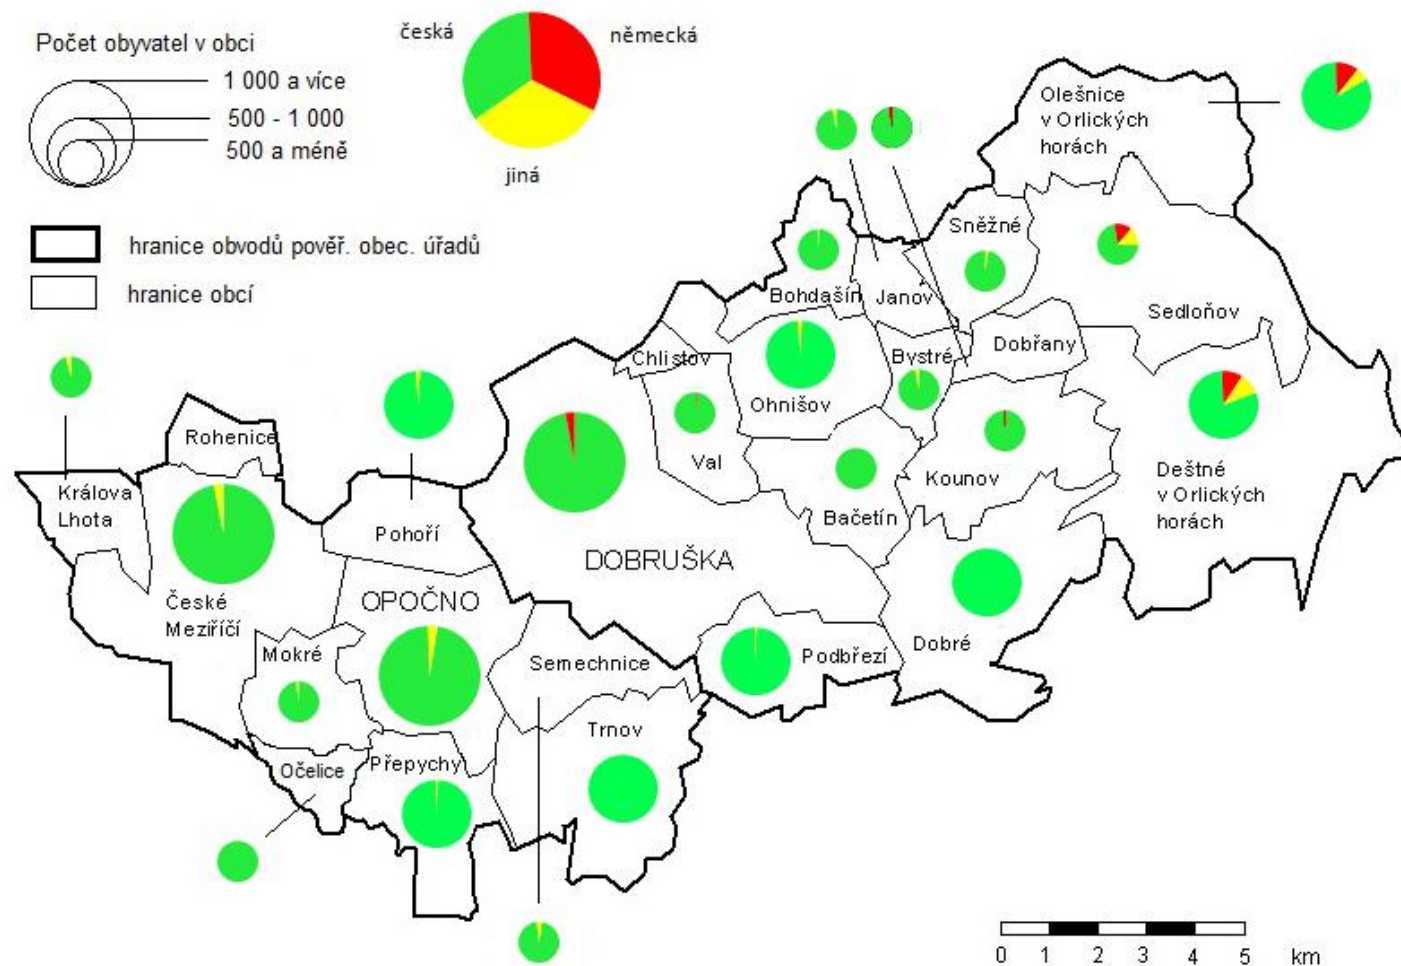 Počet obyvatel v obci
1 000 a více
500 - 1 000
500 a méně
česká
německá
jiná
hranice obvodů pověř. obec. úřadů
hranice obcí
Olešnice
v Orlických
horách
Sněžné
Bohdašín
Janov
Sedloňov
Chlistov
Bystré
Dobřany
Ohnišov
Rohenice
Val
Kounov
Deštné
v Orlických
horách
Králova
Lhota
Pohoří
Bačetín
DOBRUŠKA
České
Meziříčí
OPOČNO
Mokré
Semechnice
Podbřezí
Dobré
Trnov
Očelice
Přepychy
0 1 2 3 4 5 km